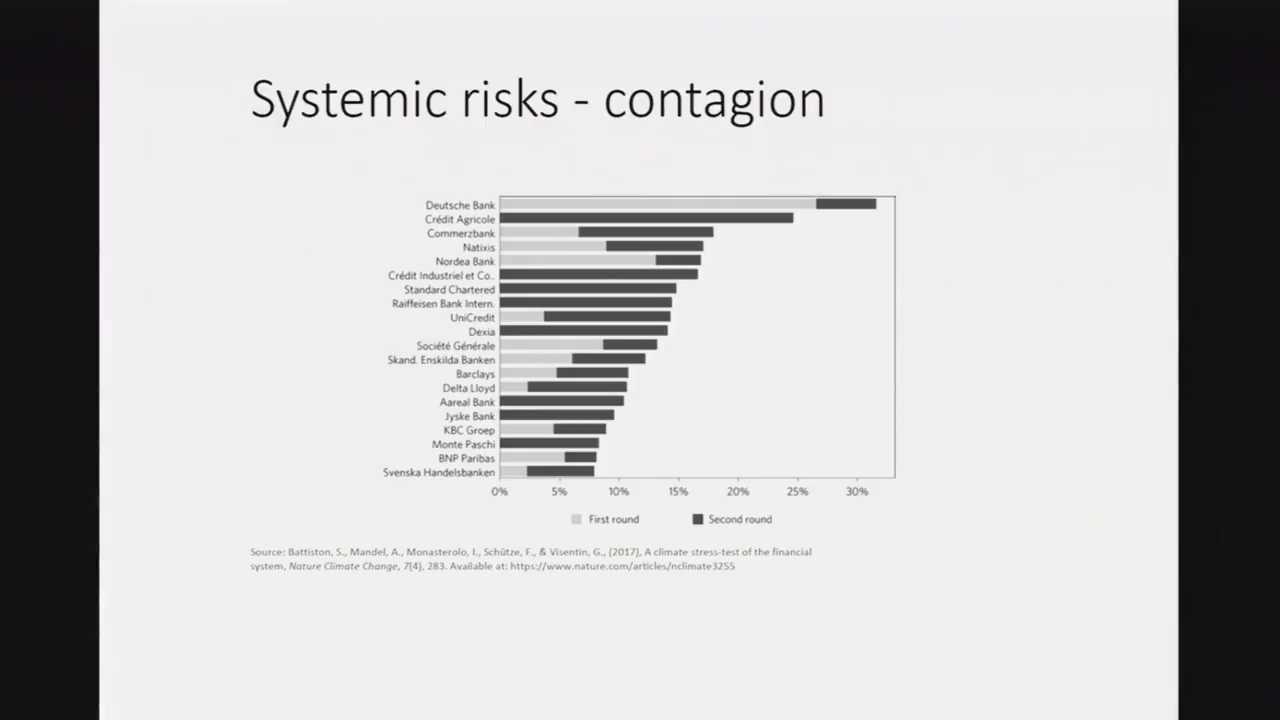 Systemic risks - contagion
Deutsche Bank
Crédit Agricole
Commerzbank
Natixis
Nordea Bank
Crédit Industriel et Co..
Standard Chartered
Raiffeisen Bank Intern.
UniCredit
Dexia
Société Générale
Skand. Enskilda Banken
Barclays
Delta Lloyd
Aareal Bank
Jyske Bank
KBC Groep
Monte Paschi
BNP Paribas
Svenska Handelsbanken
0% 5% 10% 15% 20% 25% 30%
First round Second round
Source: Battiston, S., Mandel, A., Monasterolo, I., Schütze, F., & Visentin, G., (2017), A climate stress-test of the financial
system, Nature Climate Change, 7(4), 283. Available at: https://www.nature.com/articles/nclimate3255